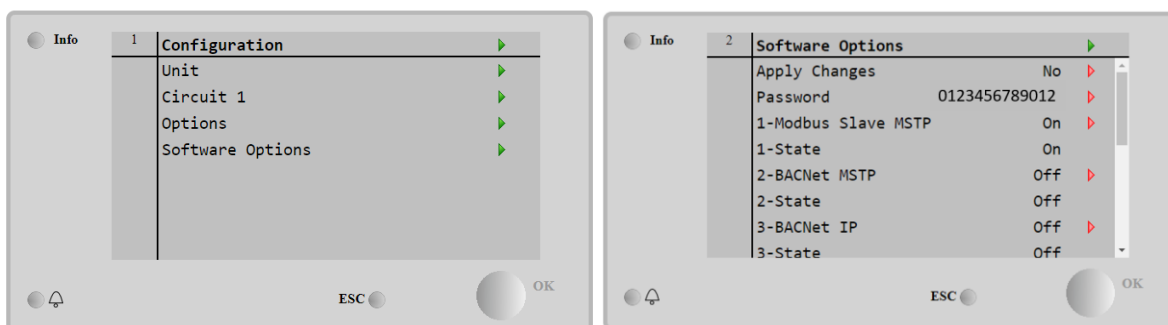 Info
1 Configuration
Unit
Circuit 1
Options
Software Options
ESC
OK
Info
2 Software Options
Apply Changes No
Password 0123456789012
1-Modbus Slave MSTP On
1-State On
2-BACNet MSTP Off
2-State Off
3-BACNet IP Off
3-State Off
ESC
OK